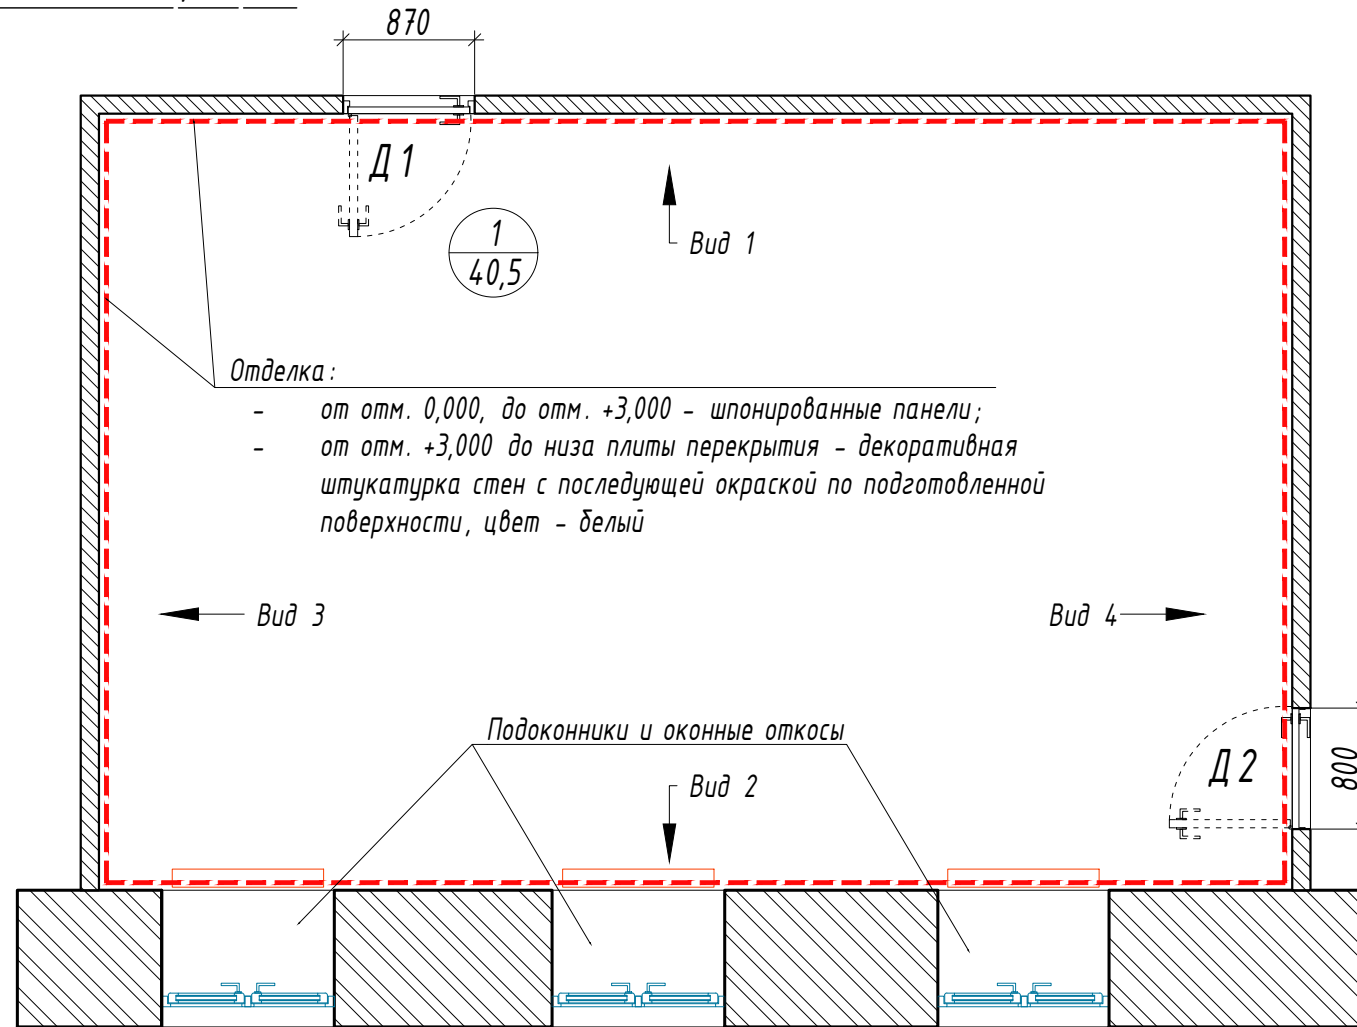 870
Д 1
1
40,5
Вид 1
Отделка:
- от отм. 0,000, до отм. +3,000 - шпонированные панели;
- от отм. +3,000 до низа плиты перекрытия - декоративная
штукатурка стен с последующей окраской по подготовленной
поверхности, цвет - белый
Вид 3
Вид 4
Подоконники и оконные откосы
Вид 2
Д 2
800